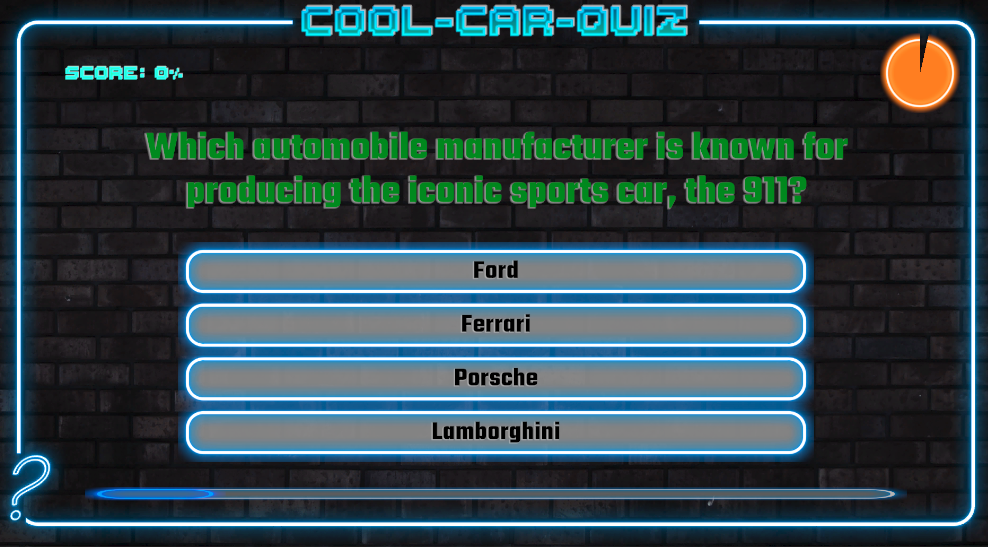 COOL-CAR-QUIZ
SCORE: 0%
Which automobile manufacturer is known for
producing the iconic sports car, the 911?
Ford
Ferrari
Porsche
Lamborghini
?